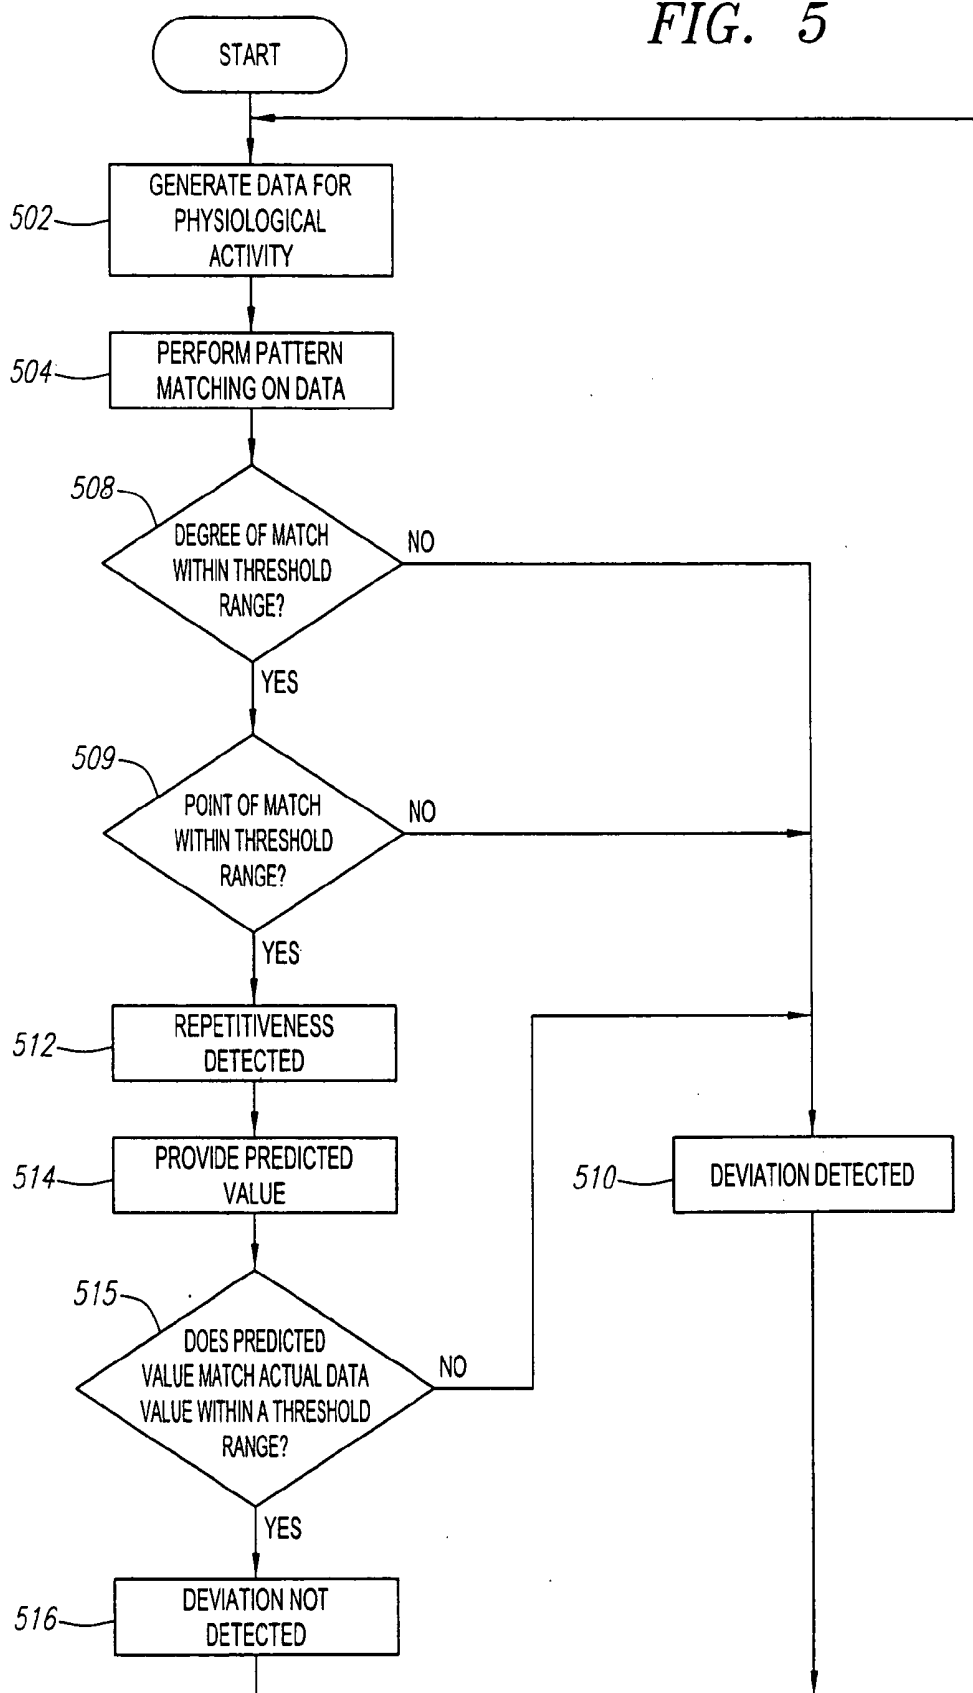 FIG. 5
START
502
GENERATE DATA FOR
PHYSIOLOGICAL
ACTIVITY
504
PERFORM PATTERN
MATCHING ON DATA
508
DEGREE OF MATCH
WITHIN THRESHOLD
RANGE?
NO
YES
509
POINT OF MATCH
WITHIN THRESHOLD
RANGE?
NO
YES
512
REPETITIVENESS
DETECTED
514
PROVIDE PREDICTED
VALUE
510
DEVIATION DETECTED
515
DOES PREDICTED
VALUE MATCH ACTUAL DATA
VALUE WITHIN A THRESHOLD
RANGE?
NO
YES
516
DEVIATION NOT
DETECTED